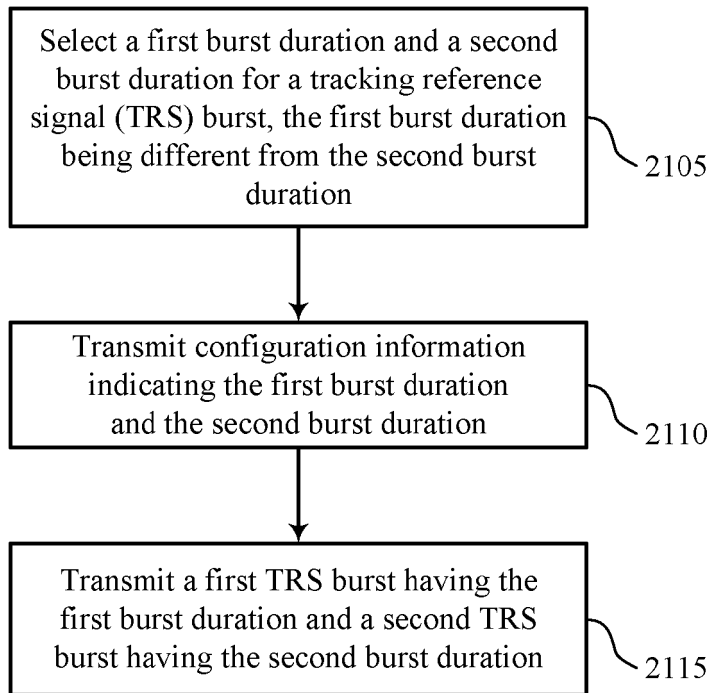 Select a first burst duration and a second
burst duration for a tracking reference
signal (TRS) burst, the first burst duration
being different from the second burst
duration
2105
Transmit configuration information
indicating the first burst duration
and the second burst duration
2110
Transmit a first TRS burst having the
first burst duration and a second TRS
burst having the second burst duration
2115